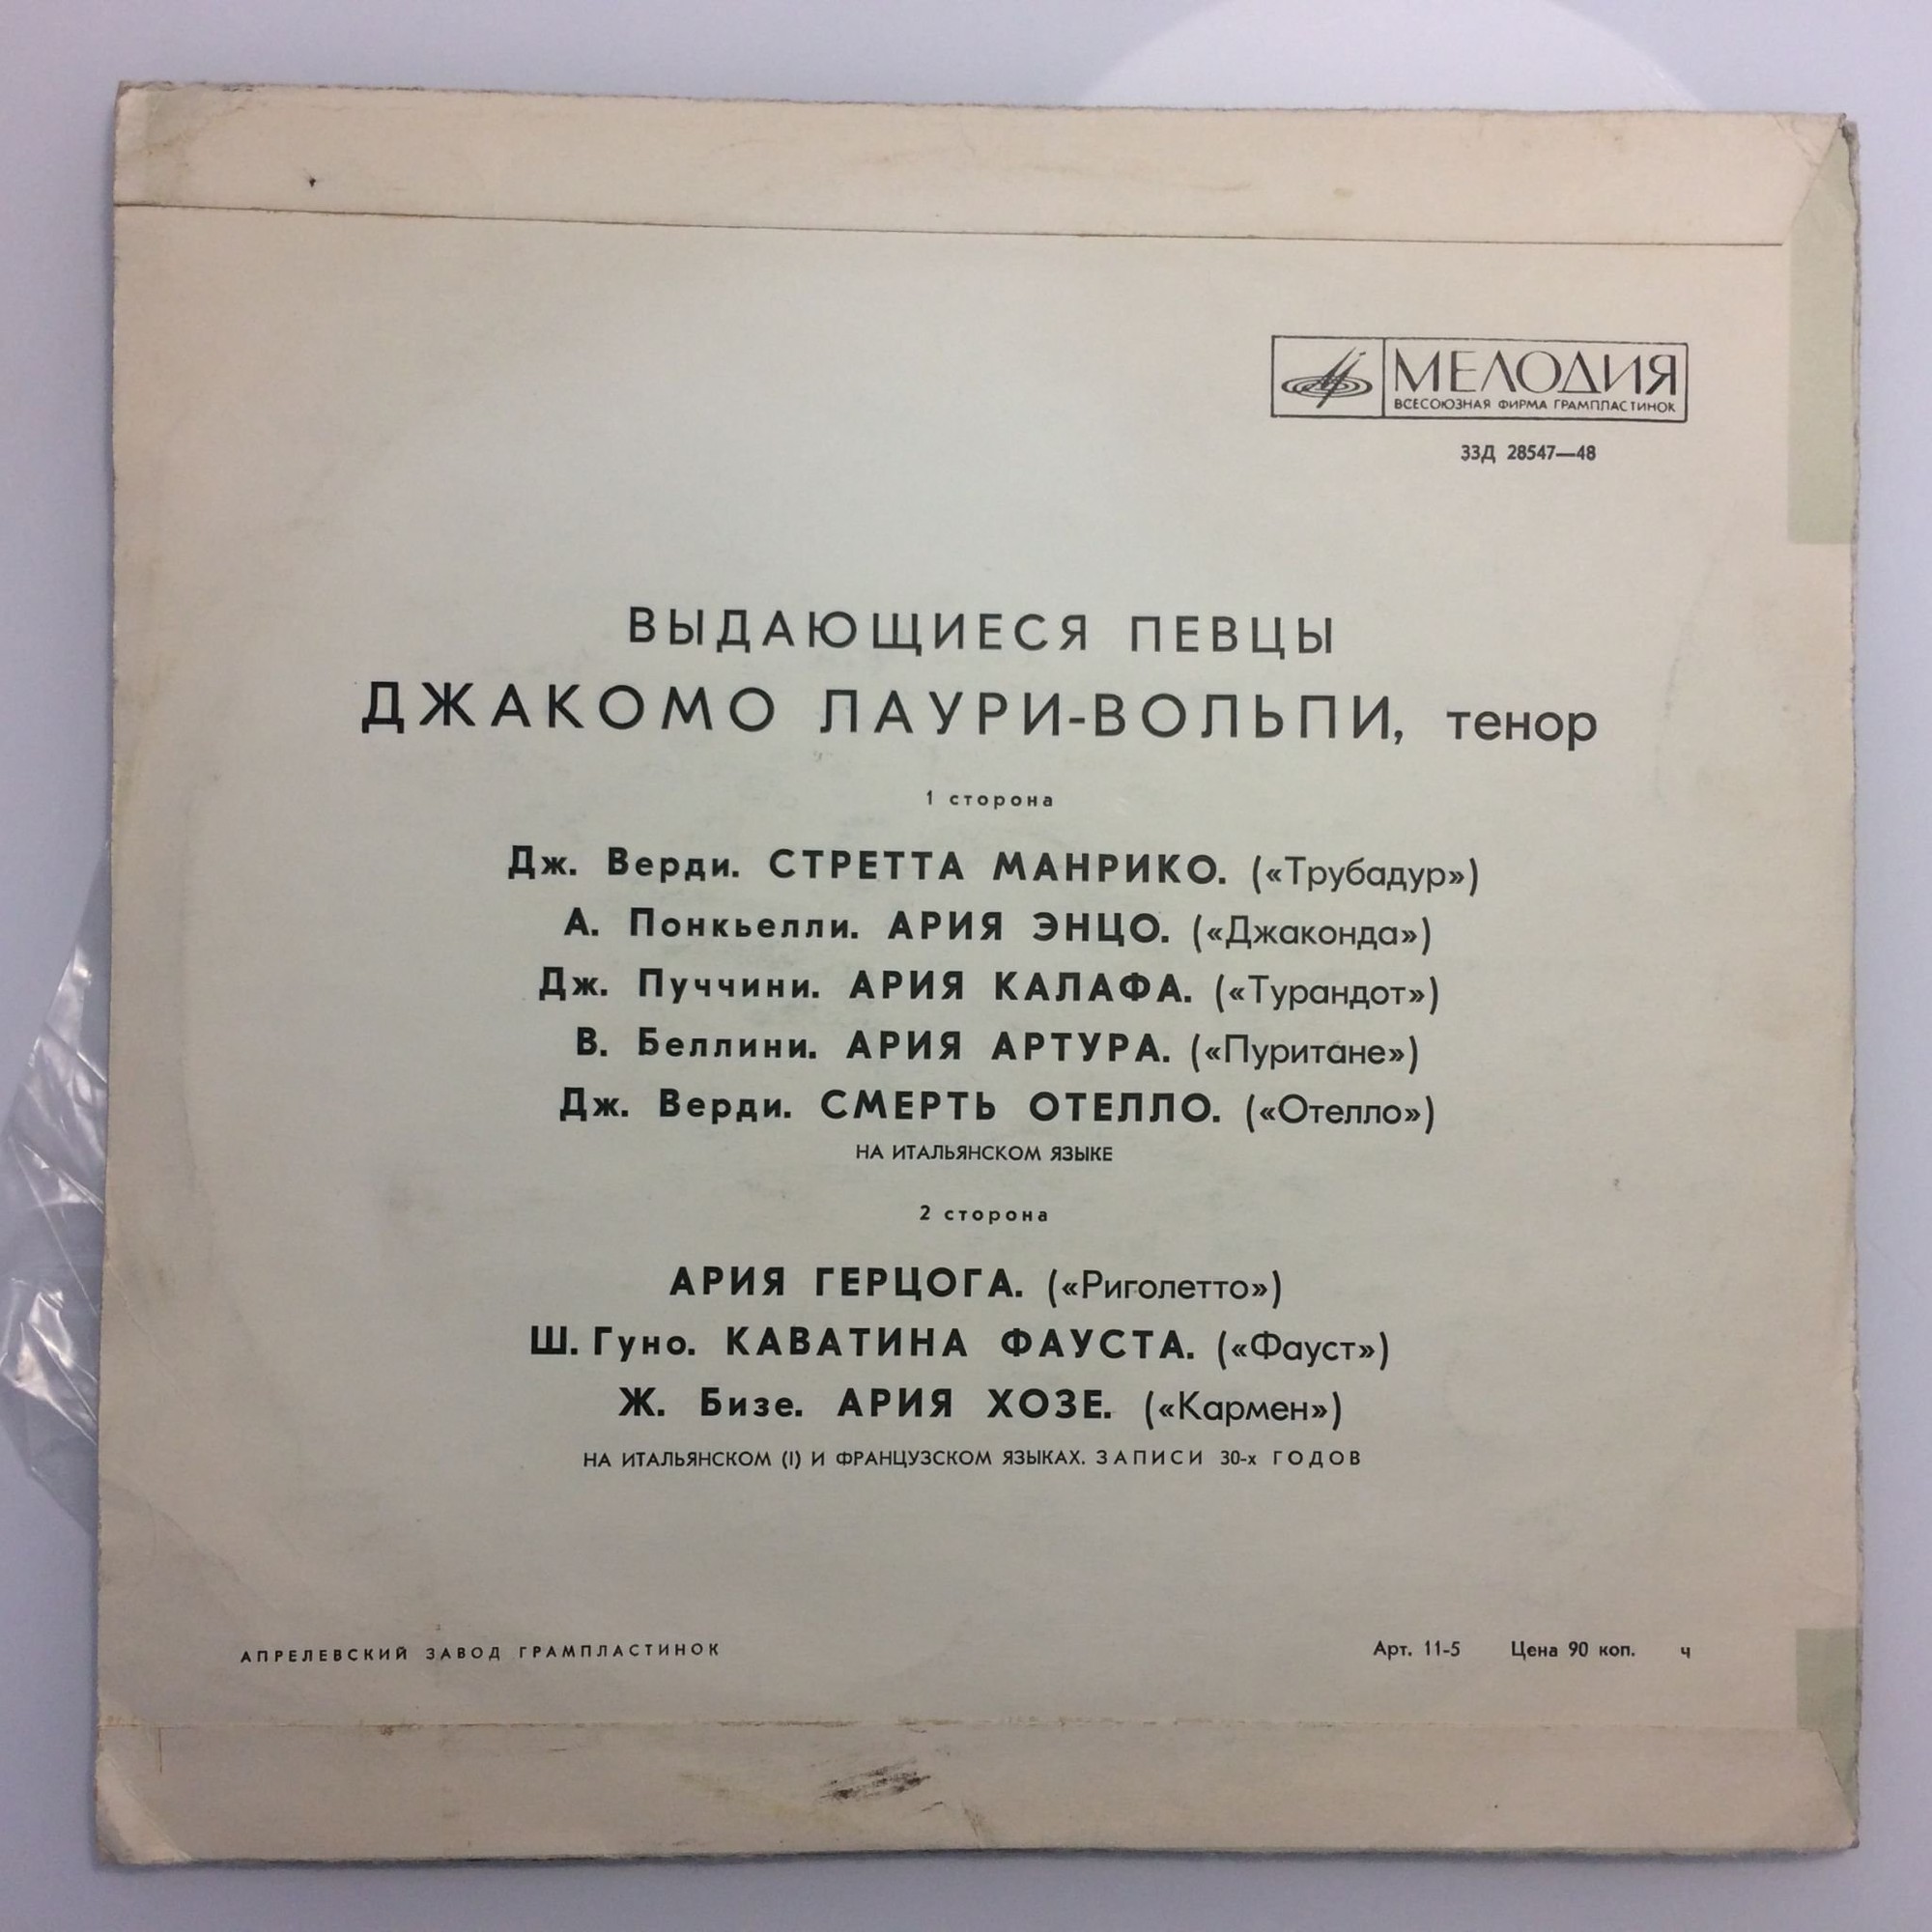 МЕЛОДИЯ
ВСЕСОЮЗНАЯ ФИРМА ГРАМПЛАСТИНОК
33Д 28547—48
ВЫДАЮЩИЕСЯ ПЕВЦЫ
ДЖАКОМО ЛАУРИ-ВОЛЬПИ, тенор
1 сторона
Дж. Верди. СТРЕТТА МАНРИКО. («Трубадур»)
А. Понкьелли. АРИЯ ЭНЦО. («Джаконда»)
Дж. Пуччини. АРИЯ КАЛАФА. («Турандот»)
В. Беллини. АРИЯ АРТУРА. («Пуритане»)
Дж. Верди. СМЕРТЬ ОТЕЛЛО. («Отелло»)
НА ИТАЛЬЯНСКОМ ЯЗЫКЕ
2 сторона
АРИЯ ГЕРЦОГА. («Риголетто»)
Ш. Гуно. КАВАТИНА ФАУСТА. («Фауст»)
Ж. Бизе. АРИЯ ХОЗЕ. («Кармен»)
НА ИТАЛЬЯНСКОМ (I) И ФРАНЦУЗСКОМ ЯЗЫКАХ. ЗАПИСИ 30-х ГОДОВ
АПРЕЛЕВСКИЙ ЗАВОД ГРАМПЛАСТИНОК Арт. 11-5 Цена 90 коп. ч